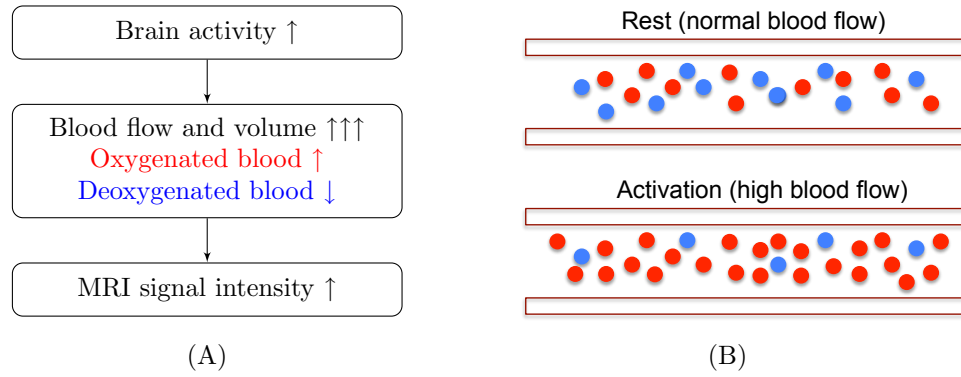 Brain activity ↑
Blood flow and volume ↑↑↑
Oxygenated blood ↑
Deoxygenated blood ↓
MRI signal intensity ↑
(A)
Rest (normal blood flow)
Activation (high blood flow)
(B)